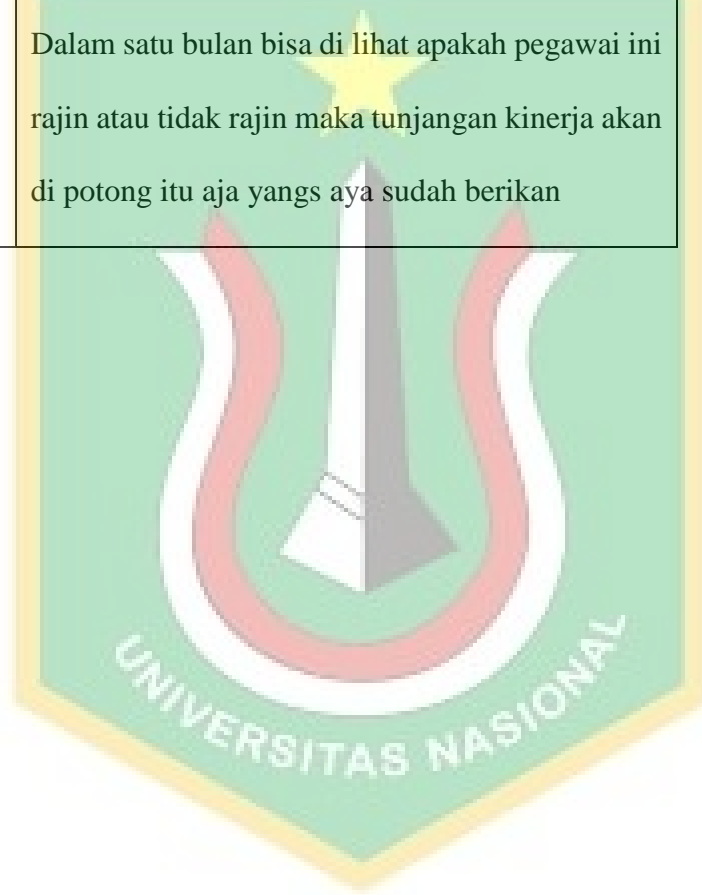 Dalam satu bulan bisa di lihat apakah pegawai ini
rajin atau tidak rajin maka tunjangan kinerja akan
di potong itu aja yangs aya sudah berikan
UNIVERSITAS NASIONAL